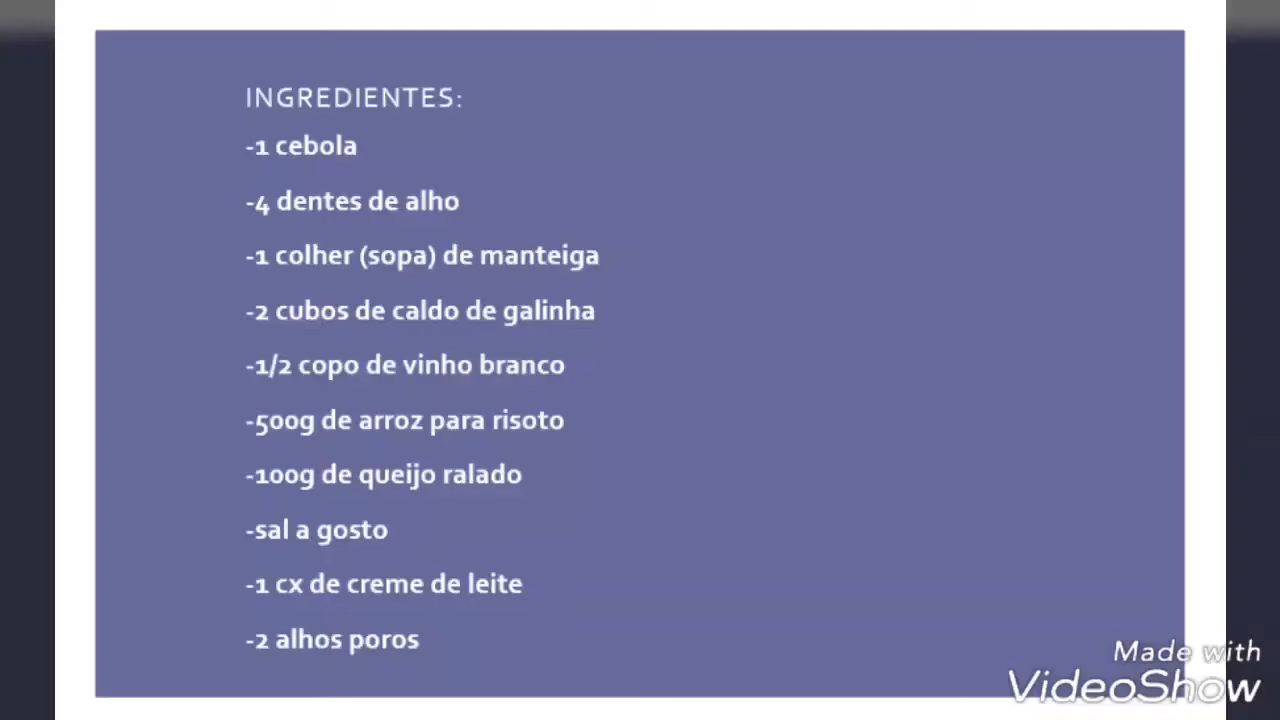 INGREDIENTES:
-1 cebola
-4 dentes de alho
-1 colher (sopa) de manteiga
-2 cubos de caldo de galinha
-1/2 copo de vinho branco
-500g de arroz para risoto
-100g de queijo ralado
-sal a gosto
-1 cx de creme de leite
-2 alhos poros
Made with
VideoShow